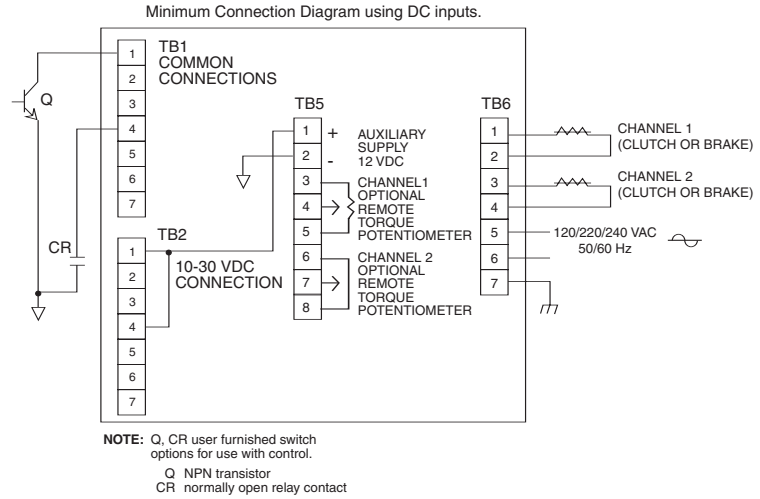 Minimum Connection Diagram using DC inputs.
TB1
COMMON
CONNECTIONS
1
2
3
4
5
6
7
Q
CR
TB2
10-30 VDC
CONNECTION
1
2
3
4
5
6
7
TB5
1
2
3
4
5
6
7
8
+
-
AUXILIARY
SUPPLY
12 VDC
CHANNEL1
OPTIONAL
REMOTE
TORQUE
POTENTIOMETER
CHANNEL 2
OPTIONAL
REMOTE
TORQUE
POTENTIOMETER
TB6
1
2
3
4
5
6
7
CHANNEL 1
(CLUTCH OR BRAKE)
CHANNEL 2
(CLUTCH OR BRAKE)
120/220/240 VAC
50/60 Hz
NOTE: Q, CR user furnished switch
options for use with control.
Q NPN transistor
CR normally open relay contact